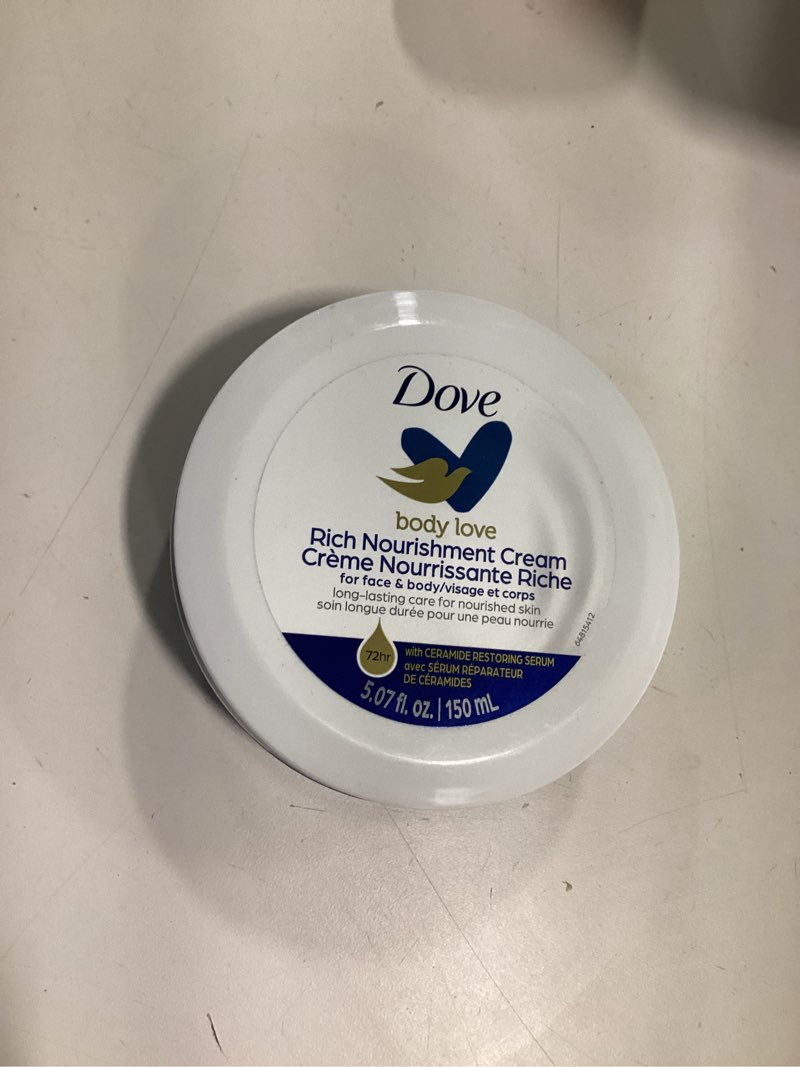 Dove
body love
Rich Nourishment Cream
Crème Nourrissante Riche
for face & body/visage et corps
long-lasting care for nourished skin
soin longue durée pour une peau nourrie
64815412
72hr
with CERAMIDE RESTORING SERUM
avec SÉRUM RÉPARATEUR
DE CÉRAMIDES
5.07 fl. oz. | 150 mL